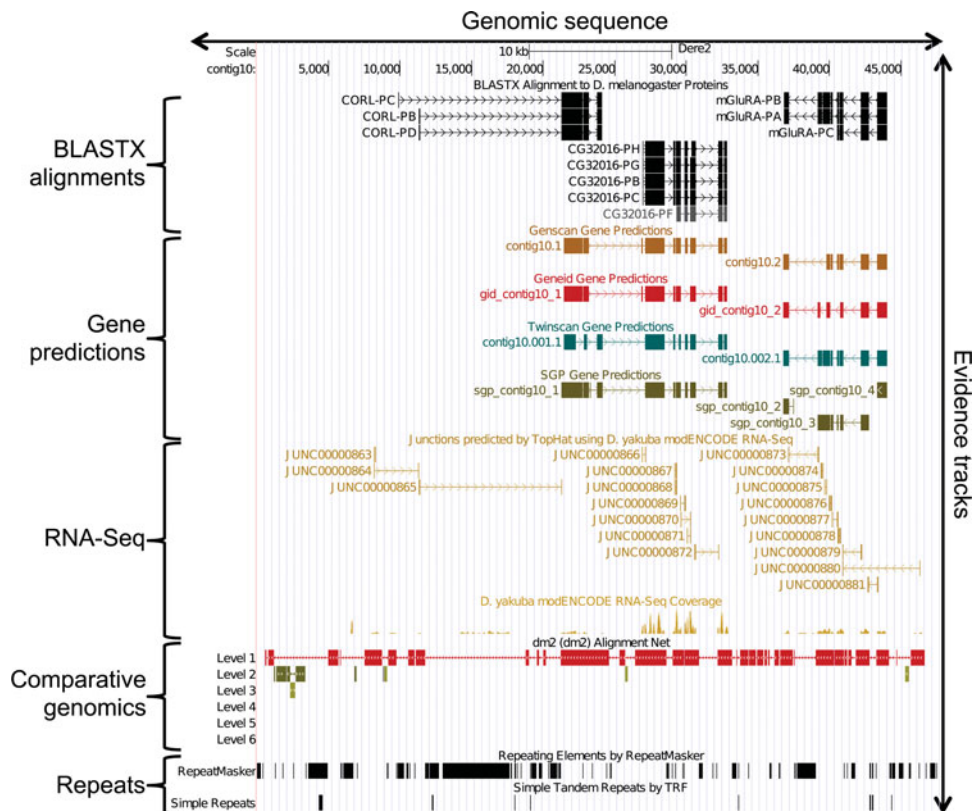 Genomic sequence
Scale 10 kb Dere2
contig10: 5,000 10,000 15,000 20,000 25,000 30,000 35,000 40,000 45,000
BLASTX Alignment to D. melanogaster Proteins
CORL-PC mGluRA-PB
CORL-PB mGluRA-PA
CORL-PD mGluRA-PC
BLASTX alignments
CG32016-PH
CG32016-PG
CG32016-PB
CG32016-PC
CG32016-PF
Genscan Gene Predictions
contig10.1
contig10.2
Geneid Gene Predictions
gid_contig10_1
gid_contig10_2
Gene predictions
Twinscan Gene Predictions
contig10.001.1
contig10.002.1
SGP Gene Predictions
sgp_contig10_1 sgp_contig10_4
sgp_contig10_2
sgp_contig10_3
Evidence tracks
Junctions predicted by TopHat using D. yakuba modENCODE RNA-Seq
JUNC00000863 JUNC00000866 JUNC00000873
JUNC00000864 JUNC00000867 JUNC00000874
JUNC00000865 JUNC00000868 JUNC00000875
JUNC00000869 JUNC00000876
JUNC00000870 JUNC00000877
JUNC00000871 JUNC00000878
JUNC00000872 JUNC00000879
JUNC00000880
JUNC00000881
RNA-Seq
D. yakuba modENCODE RNA-Seq Coverage
dm2 (dm2) Alignment Net
Level 1
Level 2
Level 3
Level 4
Level 5
Level 6
Comparative genomics
Repeating Elements by RepeatMasker
RepeatMasker
Repeats
Simple Tandem Repeats by TRF
Simple Repeats